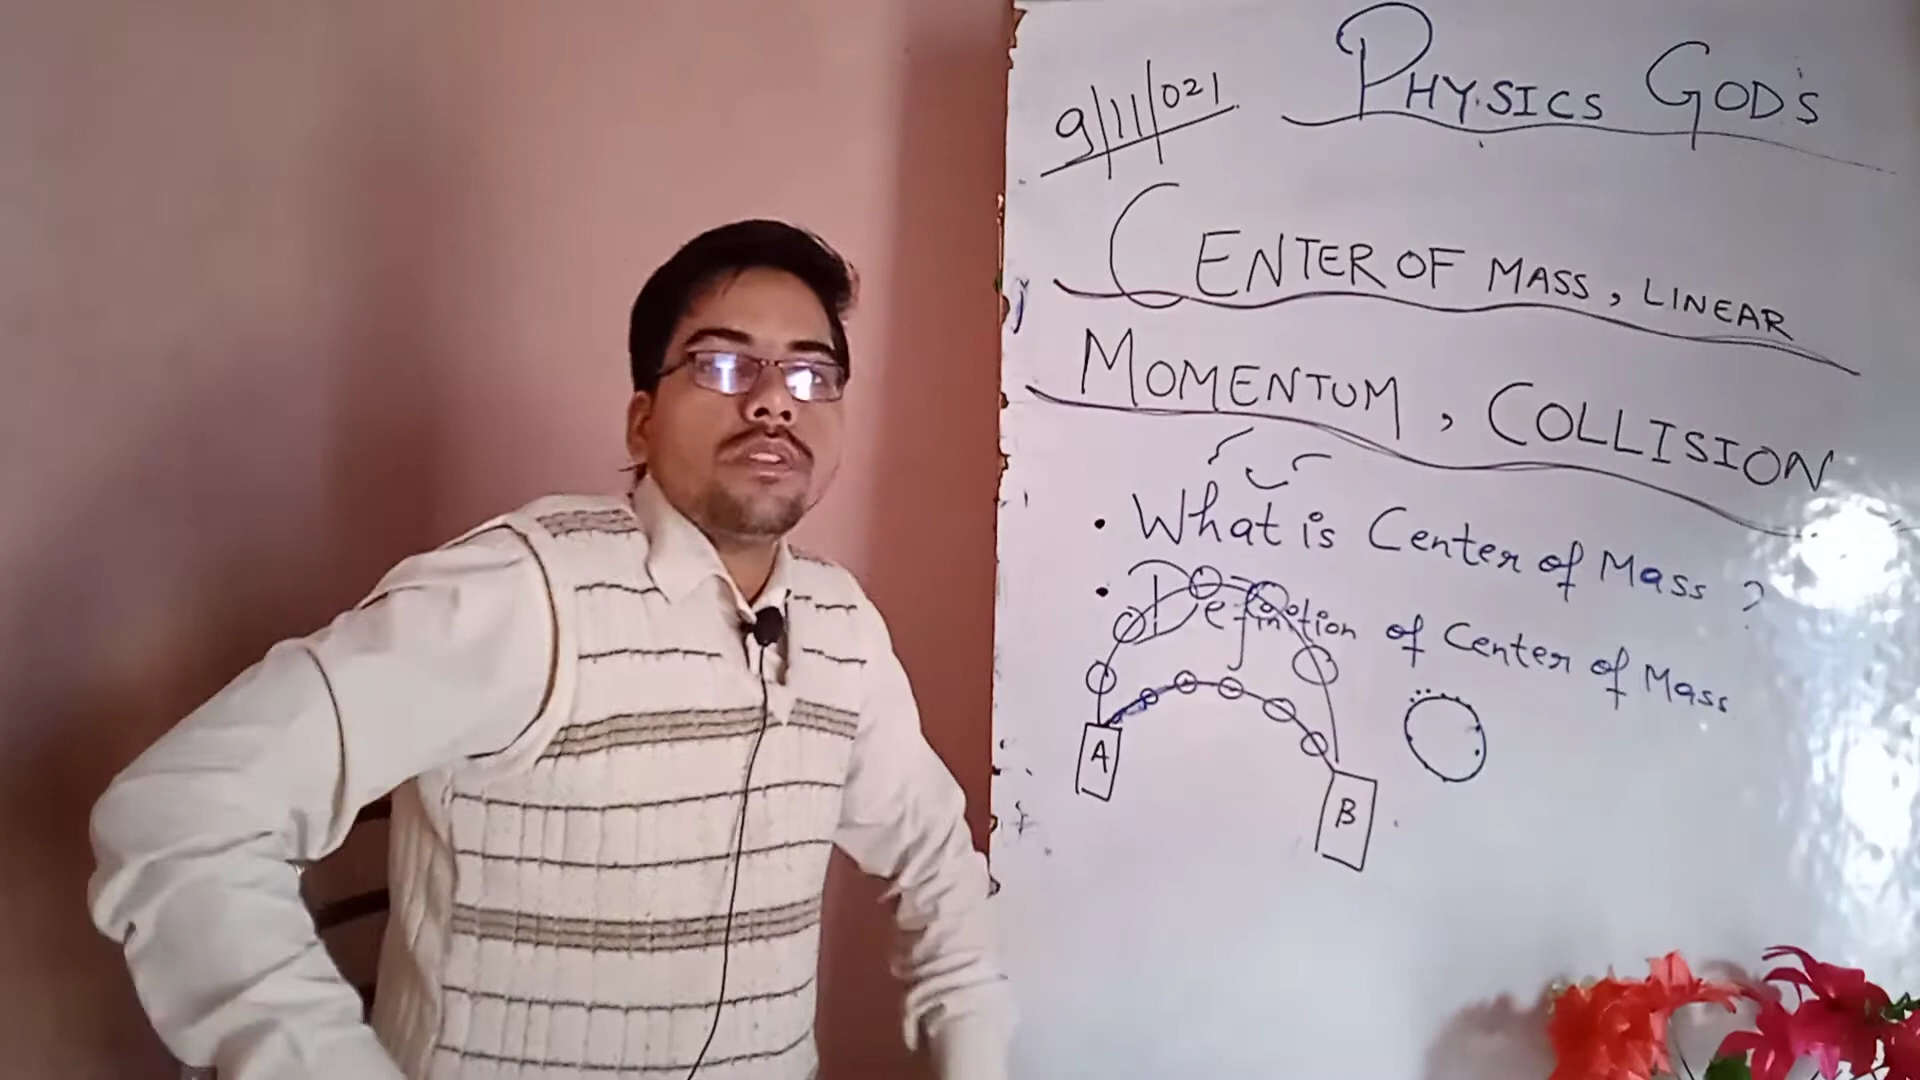 9/11/021
PHYSICS GOD'S
CENTER OF MASS, LINEAR
MOMENTUM, COLLISION
• What is Center of Mass ?
• Definition of Center of Mass
A
B